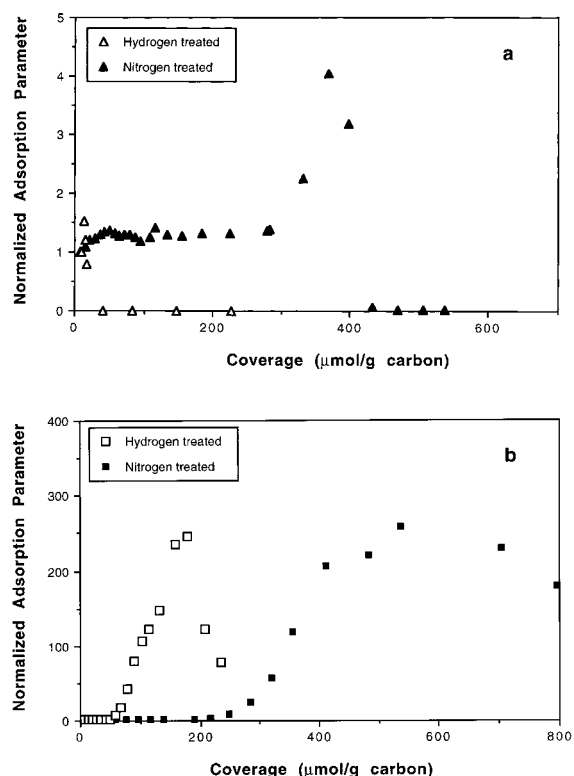 a
Hydrogen treated
Nitrogen treated
Normalized Adsorption Parameter
5
4
3
2
1
0
0 200 400 600
Coverage (μmol/g carbon)
b
Hydrogen treated
Nitrogen treated
Normalized Adsorption Parameter
400
300
250
200
100
0
0 200 400 600 800
Coverage (μmol/g carbon)